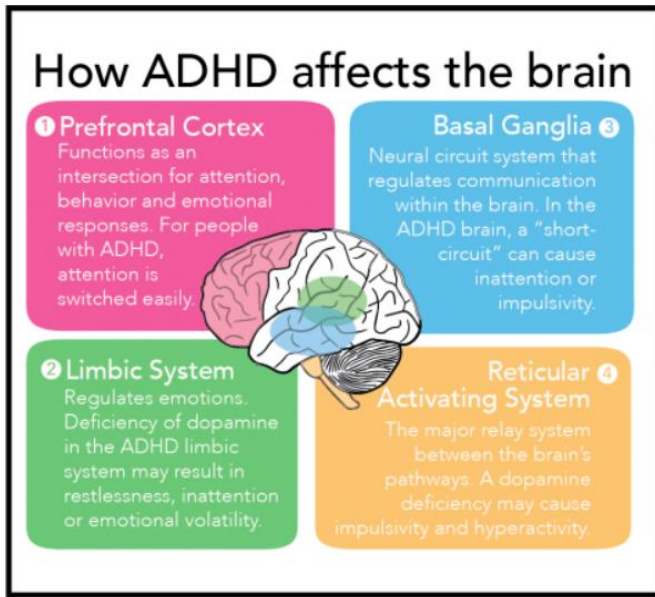 How ADHD affects the brain
1 Prefrontal Cortex
Functions as an
intersection for attention,
behavior and emotional
responses. For people
with ADHD,
attention is
switched easily.
2 Limbic System
Regulates emotions.
Deficiency of dopamine
in the ADHD limbic
system may result in
restlessness, inattention
or emotional volatility.
Basal Ganglia 3
Neural circuit system that
regulates communication
within the brain. In the
ADHD brain, a “short-
circuit” can cause
inattention or
impulsivity.
Reticular 4
Activating System
The major relay system
between the brain’s
pathways. A dopamine
deficiency may cause
impulsivity and hyperactivity.